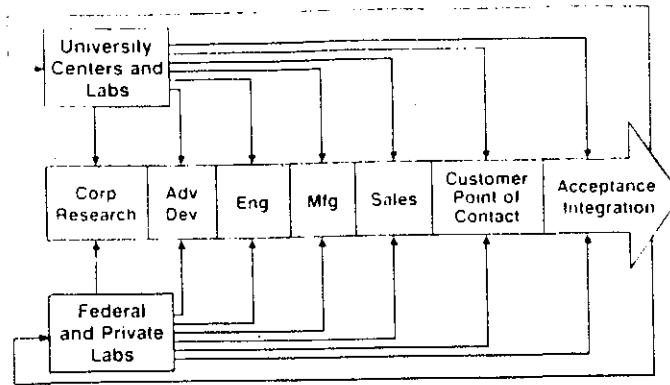 University
Centers and
Labs
Corp
Research
Adv
Dev
Eng
Mfg
Sales
Customer
Point of
Contact
Acceptance
Integration
Federal
and Private
Labs